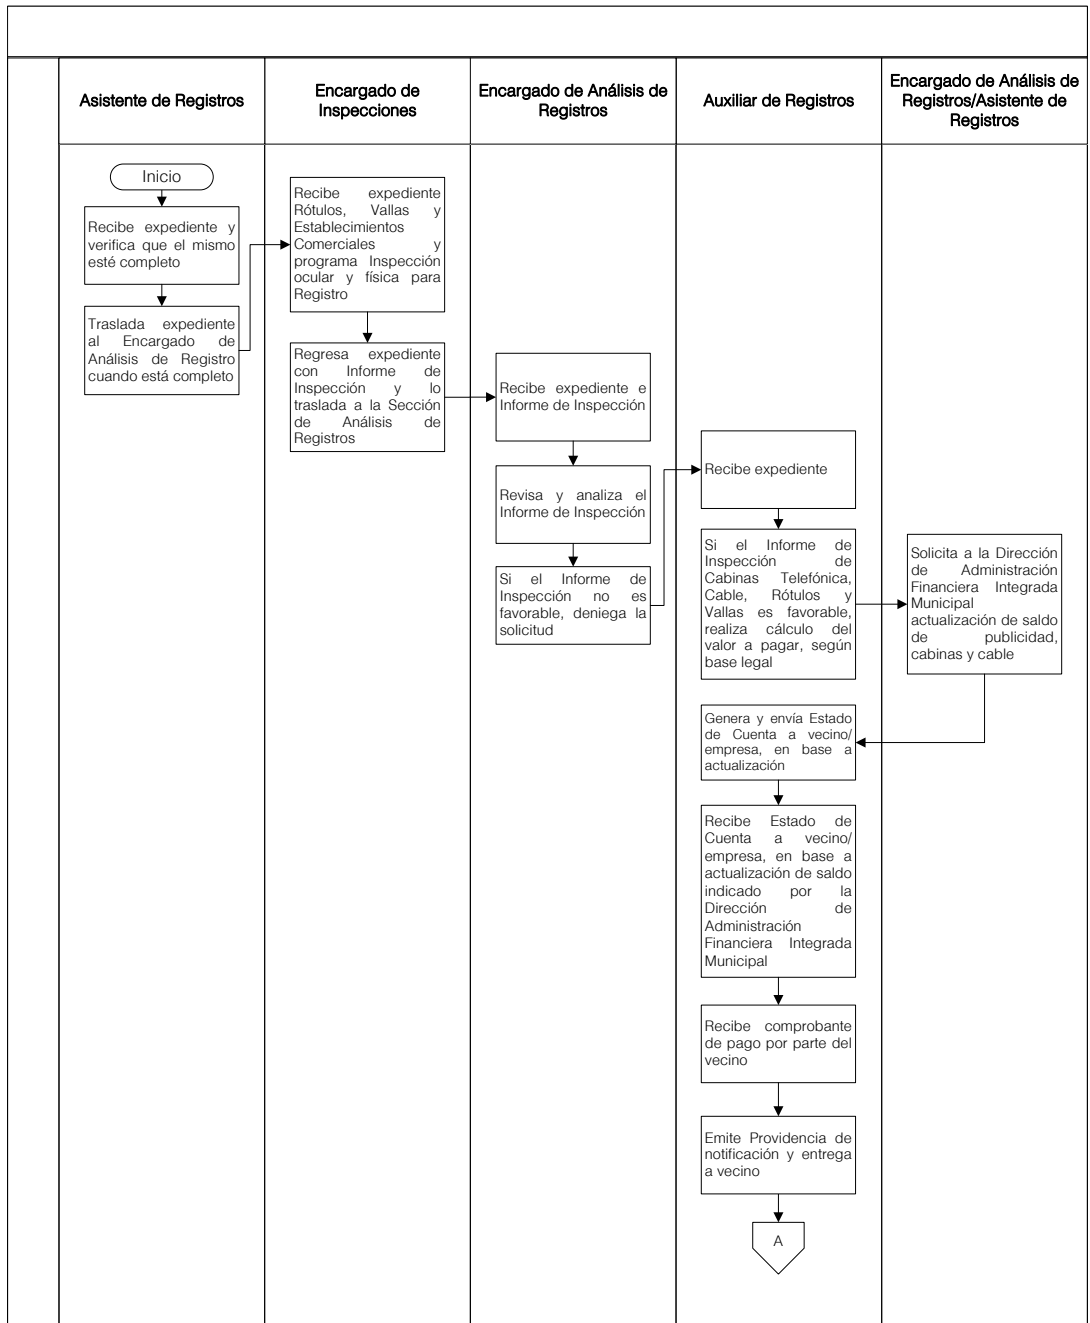 Asistente de Registros
Encargado de
Inspecciones
Encargado de Análisis de
Registros
Auxiliar de Registros
Encargado de Análisis de
Registros/Asistente de
Registros
Inicio
Recibe expediente y
verifica que el mismo
esté completo
Traslada expediente
al Encargado de
Análisis de Registro
cuando está completo
Recibe expediente
Rótulos, Vallas y
Establecimientos
Comerciales y
programa Inspección
ocular y física para
Registro
Regresa expediente
con Informe de
Inspección y lo
traslada a la Sección
de Análisis de
Registros
Recibe expediente e
Informe de Inspección
Revisa y analiza el
Informe de Inspección
Si el Informe de
Inspección no es
favorable, deniega la
solicitud
Recibe expediente
Si el Informe de
Inspección de
Cabinas Telefónica,
Cable, Rótulos y
Vallas es favorable,
realiza cálculo del
valor a pagar, según
base legal
Solicita a la Dirección
de Administración
Financiera Integrada
Municipal
actualización de saldo
de publicidad,
cabinas y cable
Genera y envía Estado
de Cuenta a vecino/
empresa, en base a
actualización
Recibe Estado de
Cuenta a vecino/
empresa, en base a
actualización de saldo
indicado por la
Dirección de
Administración
Financiera Integrada
Municipal
Recibe comprobante
de pago por parte del
vecino
Emite Providencia de
notificación y entrega
a vecino
A